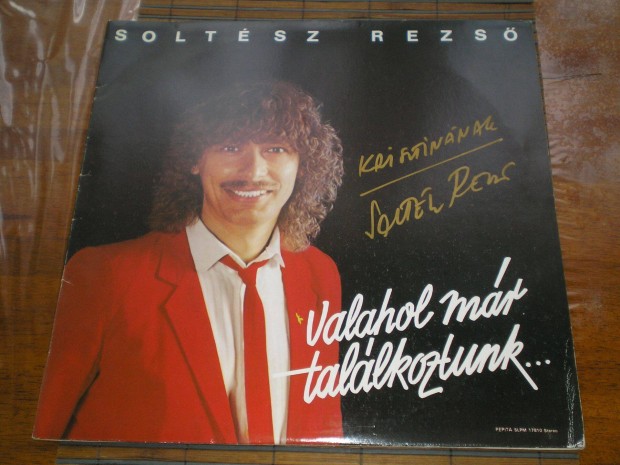 SOLTÉSZ REZSŐ
KRISZTINÁNAK
SOLTÉSZ REZSŐ
Valahol már
találkoztunk...
PEPITA SLPM 17810 Stereo